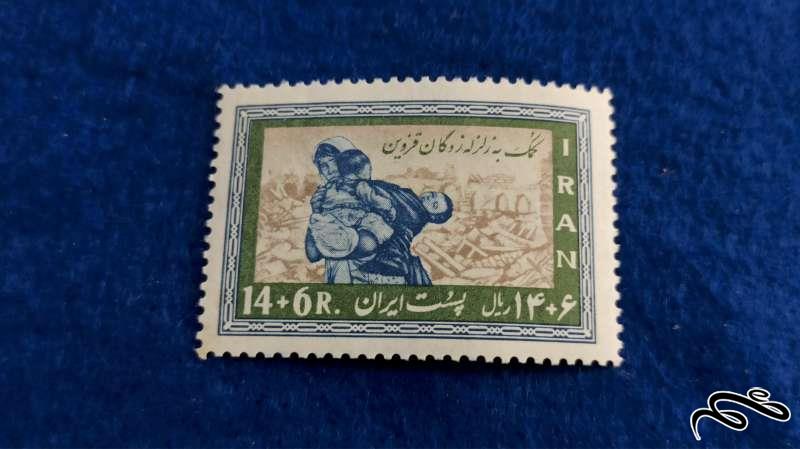 کمک به زلزله زدگان قزوین
IRAN
14+6R. پست ایران ۱۴+۶ ریال